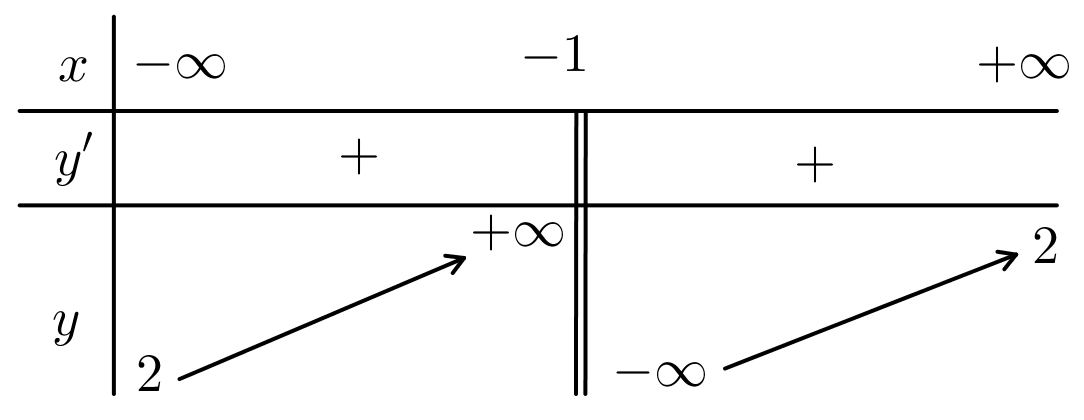 x −∞ −1 +∞
y′ + +
y 2 +∞ −∞ 2